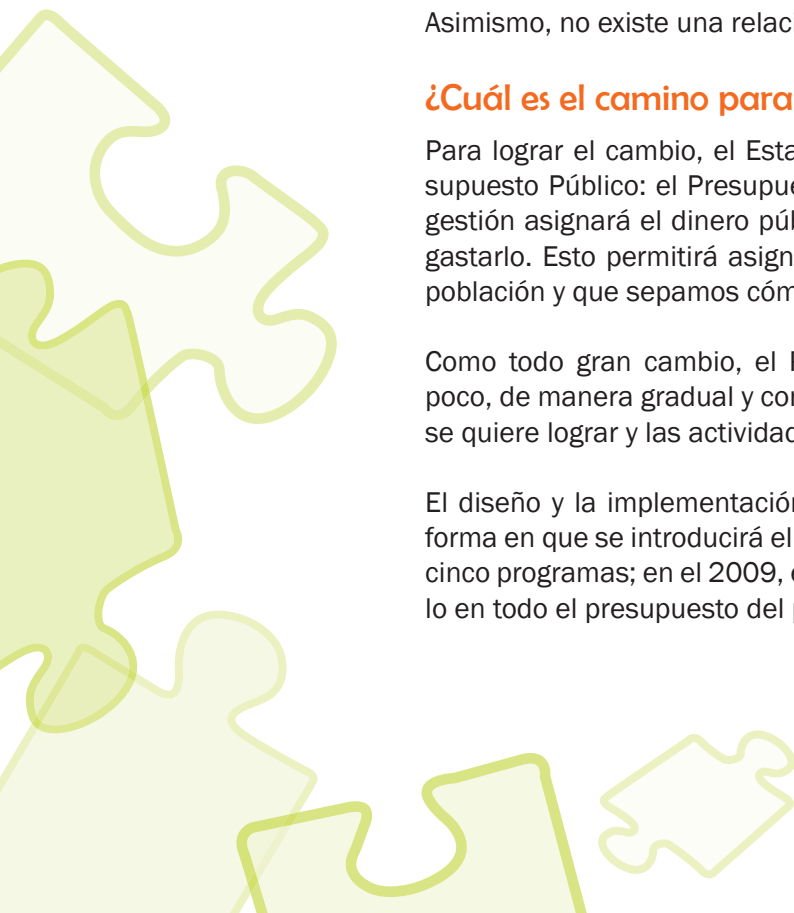 Asimismo, no existe una relac
¿Cuál es el camino para
Para lograr el cambio, el Esta
supuesto Público: el Presupue
gestión asignará el dinero púb
gastarlo. Esto permitirá asign
población y que sepamos cóm
Como todo gran cambio, el
poco, de manera gradual y con
se quiere lograr y las actividad
El diseño y la implementación
forma en que se introducirá el
cinco programas; en el 2009,
lo en todo el presupuesto del